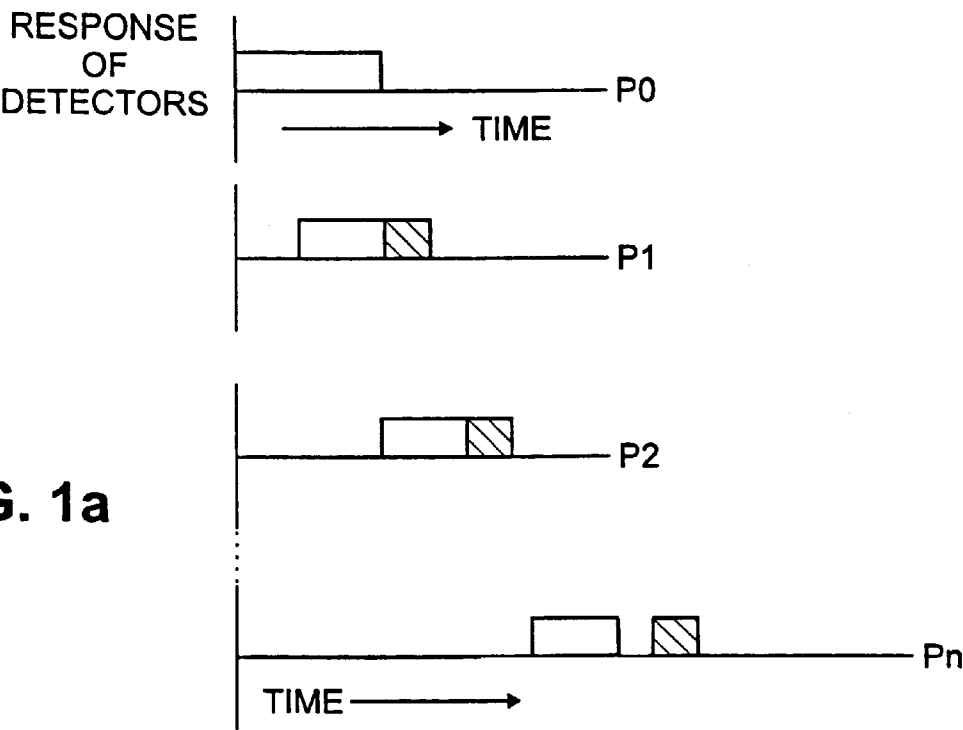 RESPONSE
OF
DETECTORS
P0
TIME
P1
P2
G. 1a
Pn
TIME